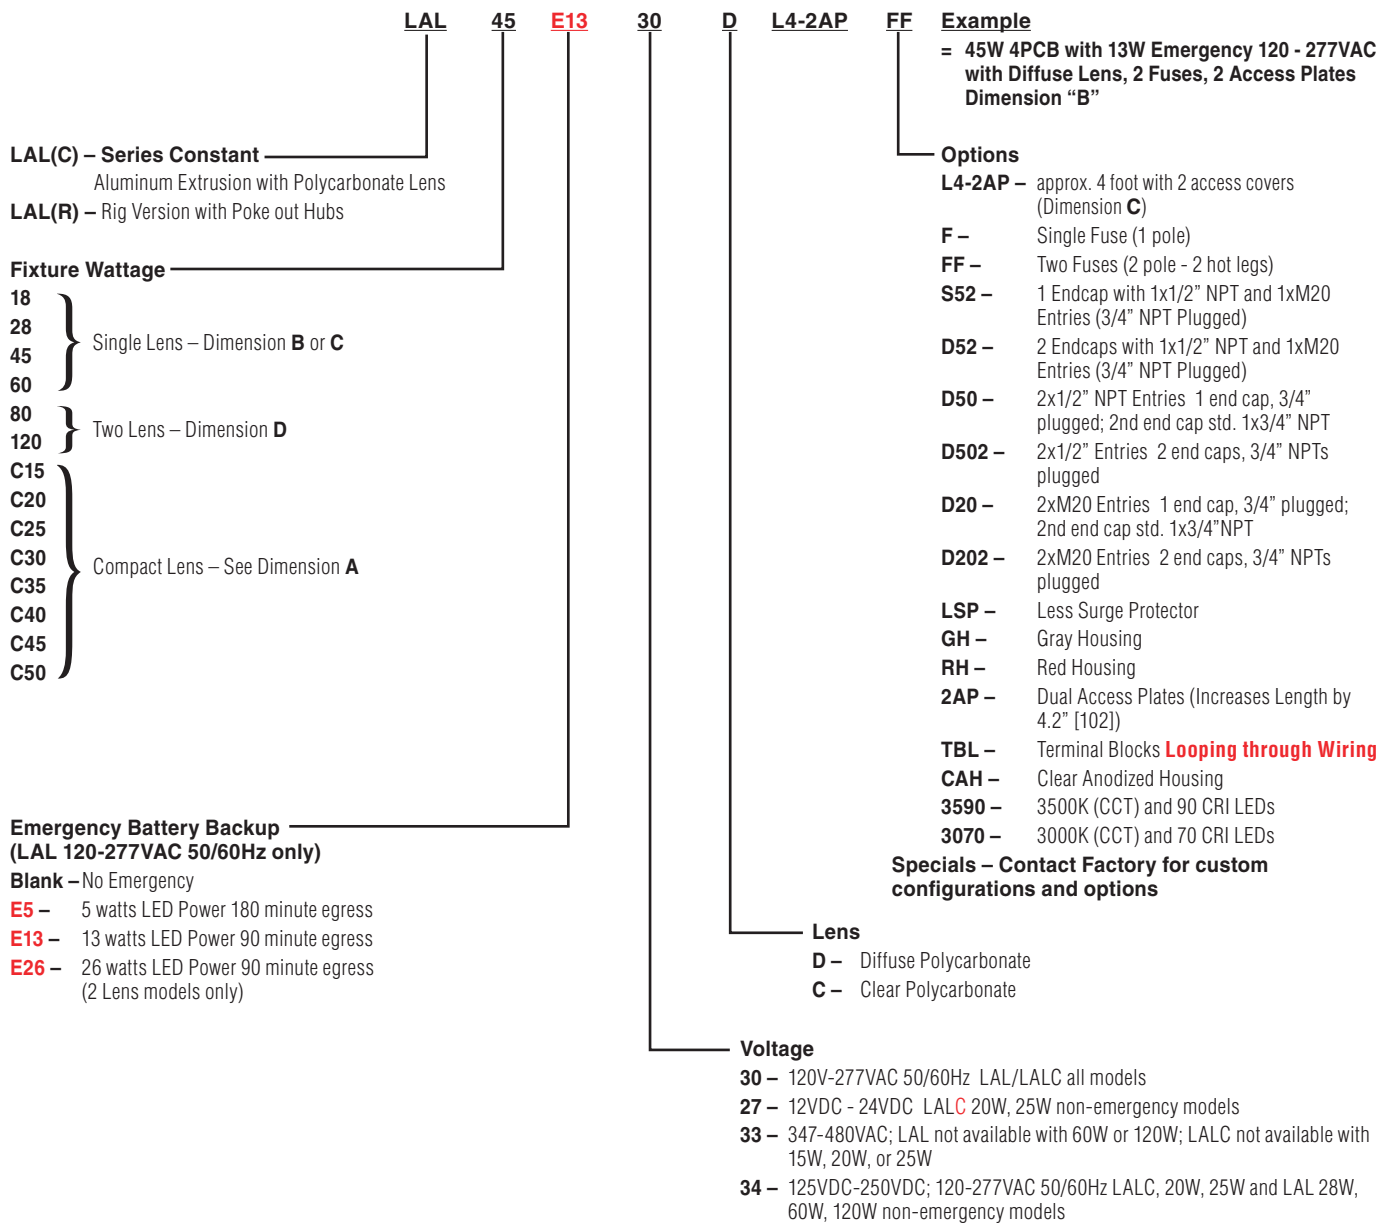 LAL 45 E13 30 D L4-2AP FF Example
= 45W 4PCB with 13W Emergency 120 - 277VAC
with Diffuse Lens, 2 Fuses, 2 Access Plates
Dimension “B”
LAL(C) – Series Constant
Aluminum Extrusion with Polycarbonate Lens
LAL(R) – Rig Version with Poke out Hubs
Fixture Wattage
18
28
45
60
Single Lens – Dimension B or C
80
120
Two Lens – Dimension D
C15
C20
C25
C30
C35
C40
C45
C50
Compact Lens – See Dimension A
Emergency Battery Backup
(LAL 120-277VAC 50/60Hz only)
Blank – No Emergency
E5 – 5 watts LED Power 180 minute egress
E13 – 13 watts LED Power 90 minute egress
E26 – 26 watts LED Power 90 minute egress
(2 Lens models only)
Options
L4-2AP – approx. 4 foot with 2 access covers
(Dimension C)
F – Single Fuse (1 pole)
FF – Two Fuses (2 pole - 2 hot legs)
S52 – 1 Endcap with 1x1/2” NPT and 1xM20
Entries (3/4” NPT Plugged)
D52 – 2 Endcaps with 1x1/2” NPT and 1xM20
Entries (3/4” NPT Plugged)
D50 – 2x1/2” NPT Entries 1 end cap, 3/4”
plugged; 2nd end cap std. 1x3/4” NPT
D502 – 2x1/2” Entries 2 end caps, 3/4” NPTs
plugged
D20 – 2xM20 Entries 1 end cap, 3/4” plugged;
2nd end cap std. 1x3/4”NPT
D202 – 2xM20 Entries 2 end caps, 3/4” NPTs
plugged
LSP – Less Surge Protector
GH – Gray Housing
RH – Red Housing
2AP – Dual Access Plates (Increases Length by
4.2” [102])
TBL – Terminal Blocks Looping through Wiring
CAH – Clear Anodized Housing
3590 – 3500K (CCT) and 90 CRI LEDs
3070 – 3000K (CCT) and 70 CRI LEDs
Specials – Contact Factory for custom
configurations and options
Lens
D – Diffuse Polycarbonate
C – Clear Polycarbonate
Voltage
30 – 120V-277VAC 50/60Hz LAL/LALC all models
27 – 12VDC - 24VDC LALC 20W, 25W non-emergency models
33 – 347-480VAC; LAL not available with 60W or 120W; LALC not available with
15W, 20W, or 25W
34 – 125VDC-250VDC; 120-277VAC 50/60Hz LALC, 20W, 25W and LAL 28W,
60W, 120W non-emergency models